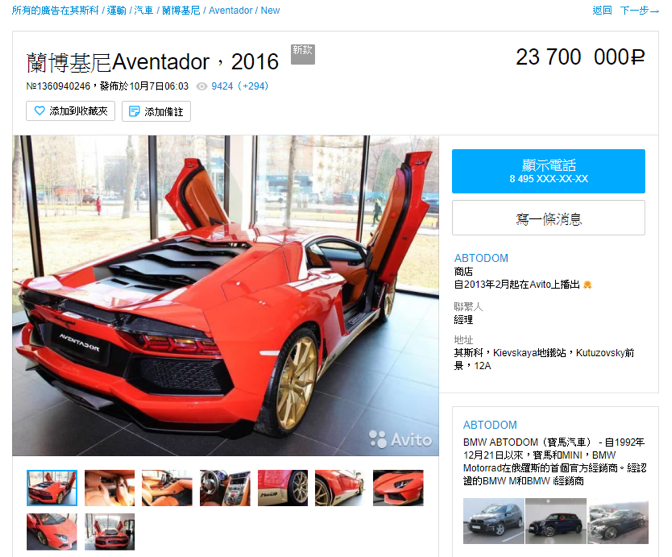 所有的廣告在其斯科 / 運輸 / 汽車 / 蘭博基尼 / Aventador / New
返回 下一步→
蘭博基尼Aventador，2016 新款
23 700 000₽
№1360940246，發佈於10月7日06:03 9424（+294）
添加到收藏夾 添加備註
AVENTADOR
Avito
顯示電話
8 495 XXX-XX-XX
寫一條消息
АВТODOM
商店
自2013年2月起在Avito上播出
聯繫人
經理
地址
其斯科，Kievskaya地鐵站，Kutuzovsky前
景，12A
АВТODOM
BMW ABTODOM（寶馬汽車） - 自1992年
12月21日以來，寶馬和MINI，BMW
Motorrad在俄羅斯的首個官方經銷商。經認
證的BMW M和BMW i經銷商